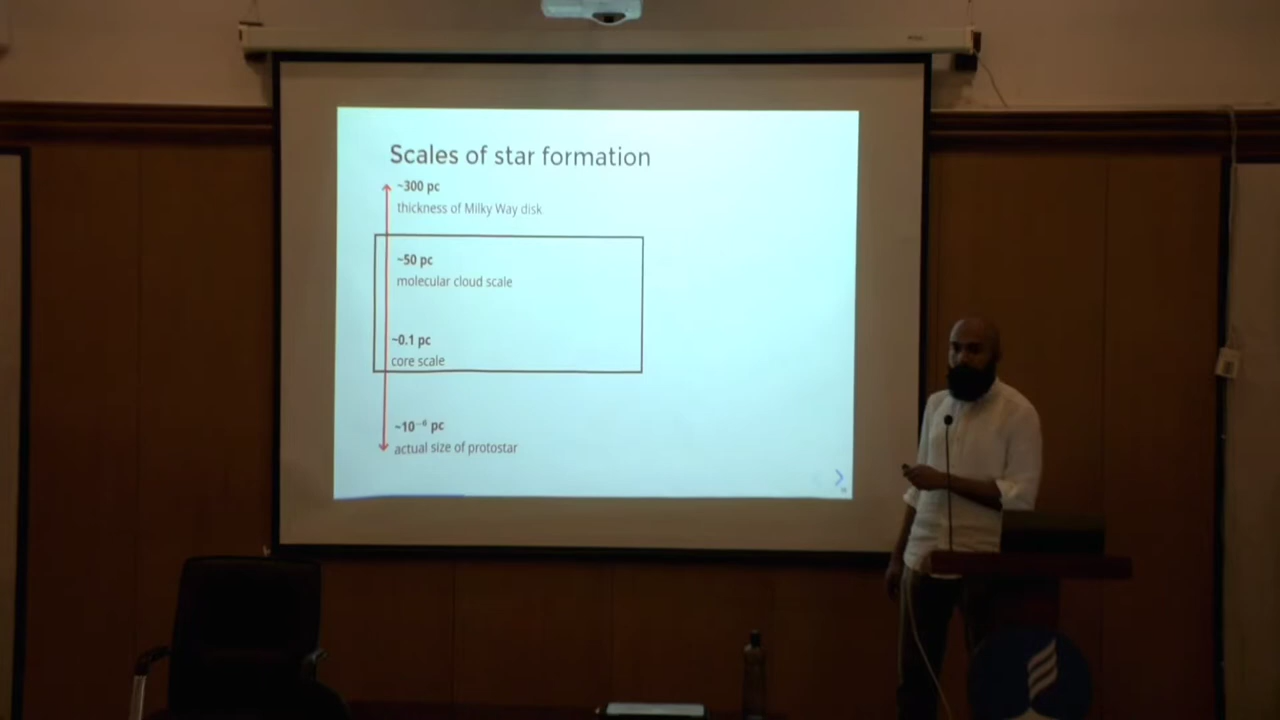 Scales of star formation
~300 pc
thickness of Milky Way disk
~50 pc
molecular cloud scale
~0.1 pc
core scale
~10⁻⁶ pc
actual size of protostar